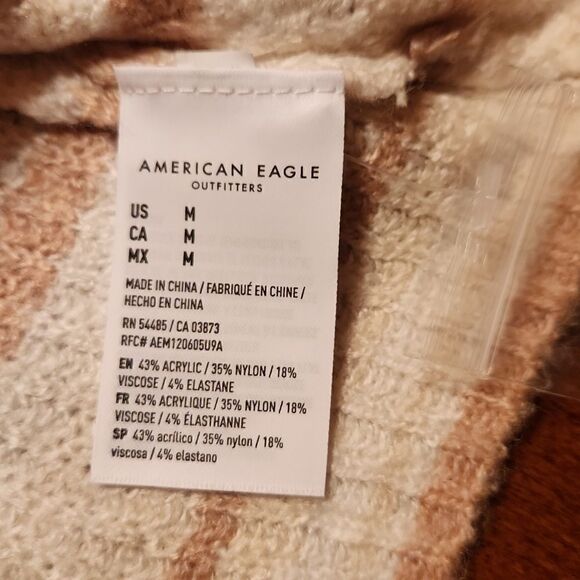 AMERICAN EAGLE
OUTFITTERS
US M
CA M
MX M
MADE IN CHINA / FABRIQUÉ EN CHINE /
HECHO EN CHINA
RN 54485 / CA 03873
RFC# AEM120605U9A
EN 43% ACRYLIC / 35% NYLON / 18%
VISCOSE / 4% ELASTANE
FR 43% ACRYLIQUE / 35% NYLON / 18%
VISCOSE / 4% ÉLASTHANNE
SP 43% acrílico / 35% nylon / 18%
viscosa / 4% elastano